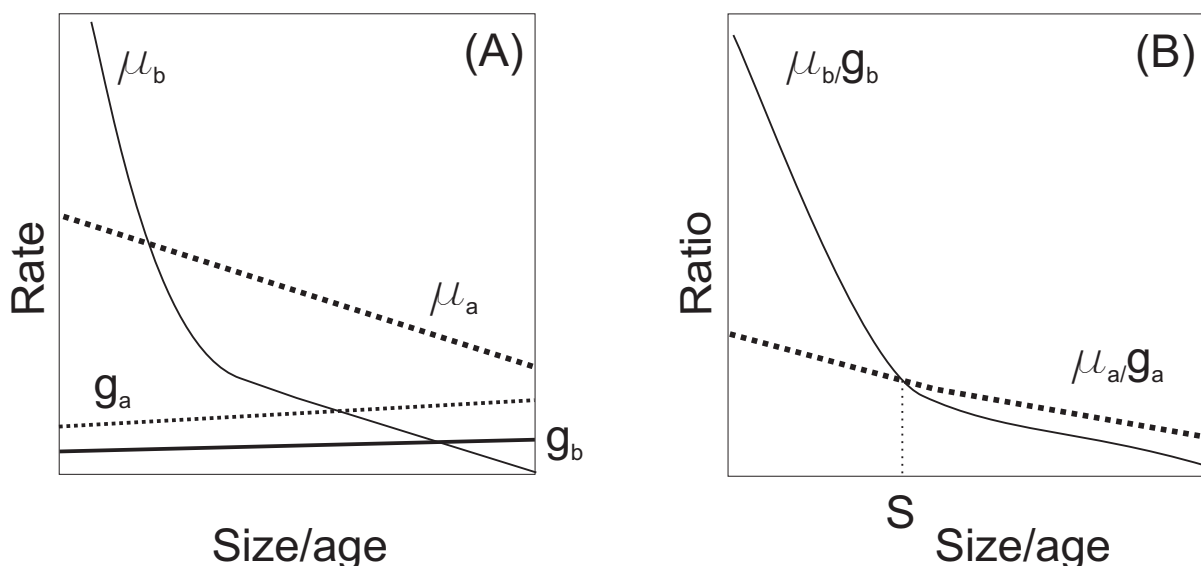 (A)
μb
μa
ga
gb
Rate
Size/age
(B)
μb/gb
μa/ga
Ratio
S
Size/age